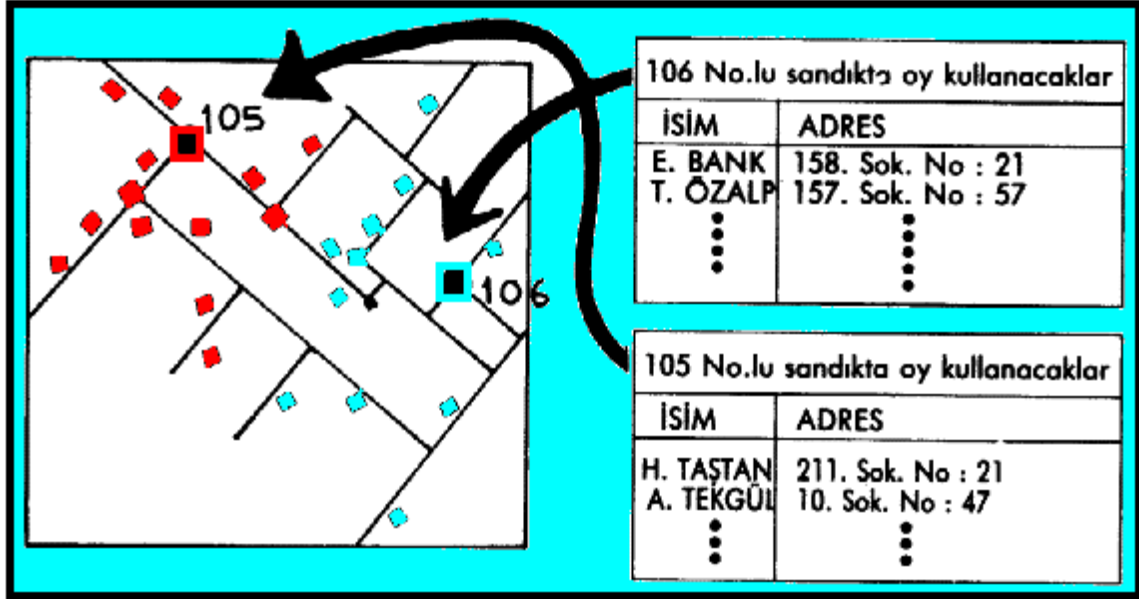 105
106
106 No.lu sandıkta oy kullanacaklar
İSİM ADRES
E. BANK 158. Sok. No : 21
T. ÖZALP 157. Sok. No : 57
105 No.lu sandıkta oy kullanacaklar
İSİM ADRES
H. TAŞTAN 211. Sok. No : 21
A. TEKGÜL 10. Sok. No : 47